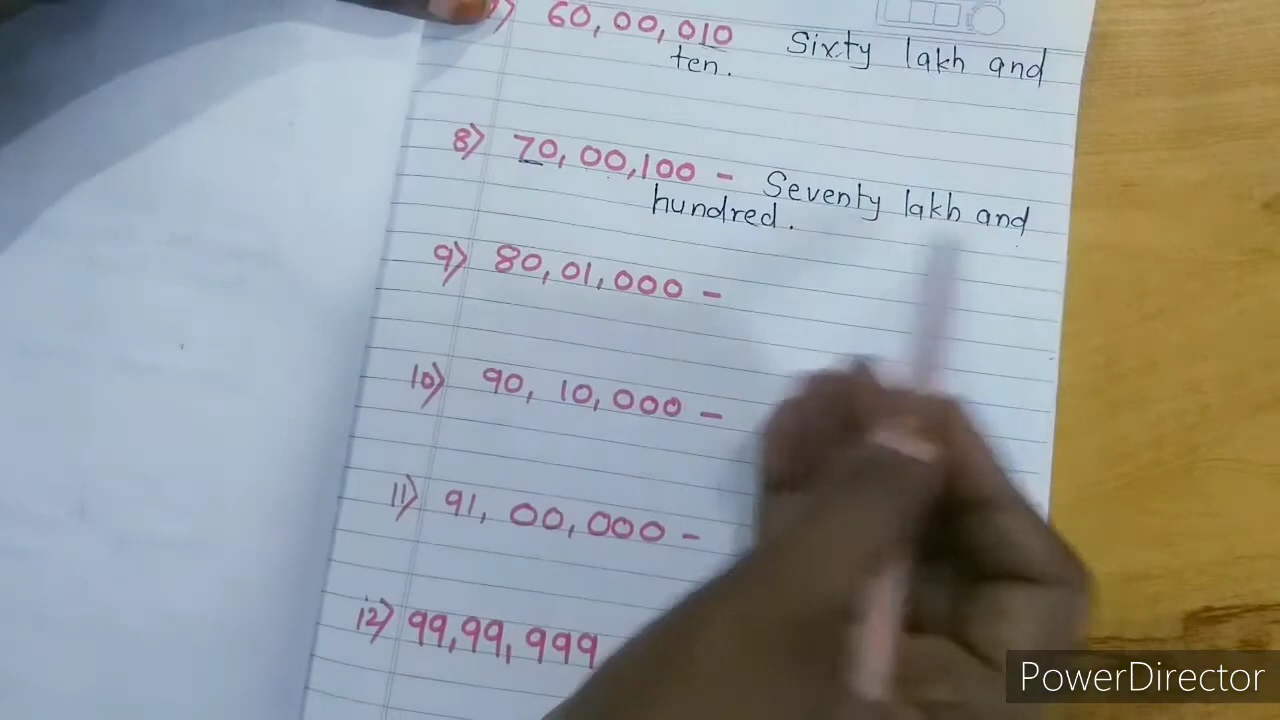 60,00,010 Sixty lakh and
ten.
8) 70,00,100 - Seventy lakh and
hundred.
9) 80,01,000 -
10) 90,10,000 -
11) 91,00,000 -
12) 99,99,999
PowerDirector